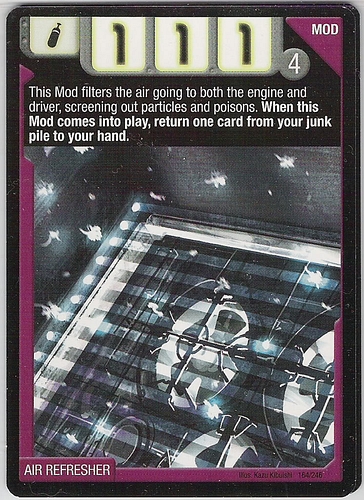 1 1 1
MOD
4
This Mod filters the air going to both the engine and
driver, screening out particles and poisons. When this
Mod comes into play, return one card from your junk
pile to your hand.
AIR REFRESHER
Illus. Kazu Kibuishi 164/246